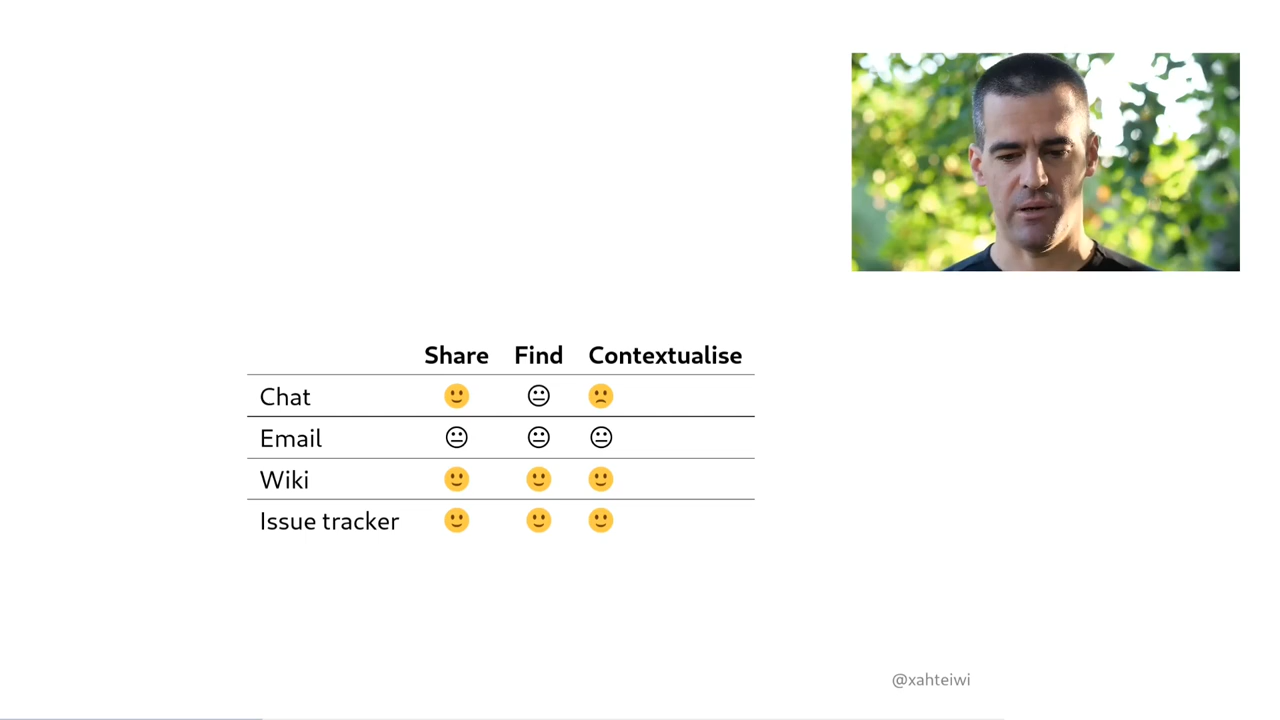 Share Find Contextualise
Chat 🙂 😐 🙁
Email 😐 😐 😐
Wiki 🙂 🙂 🙂
Issue tracker 🙂 🙂 🙂
@xahteiwi